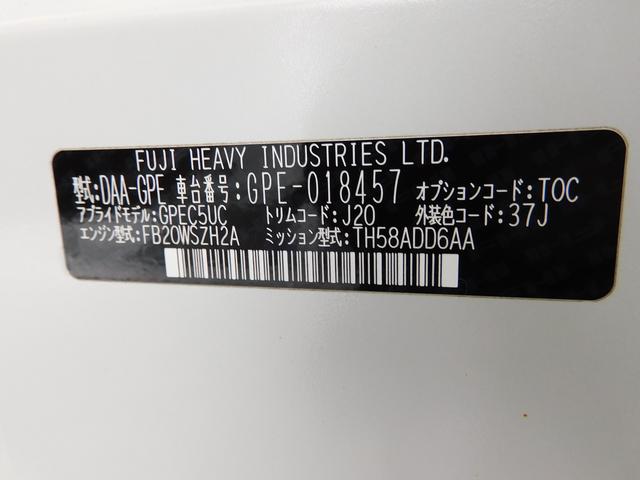 FUJI HEAVY INDUSTRIES LTD.
型式:DAA-GPE 車台番号:GPE-018457 オプションコード:TOC
アプライドモデル:GPEC5UC トリムコード:J20 外装色コード:37J
エンジン型式:FB20WSZH2A ミッション型式:TH58ADD6AA